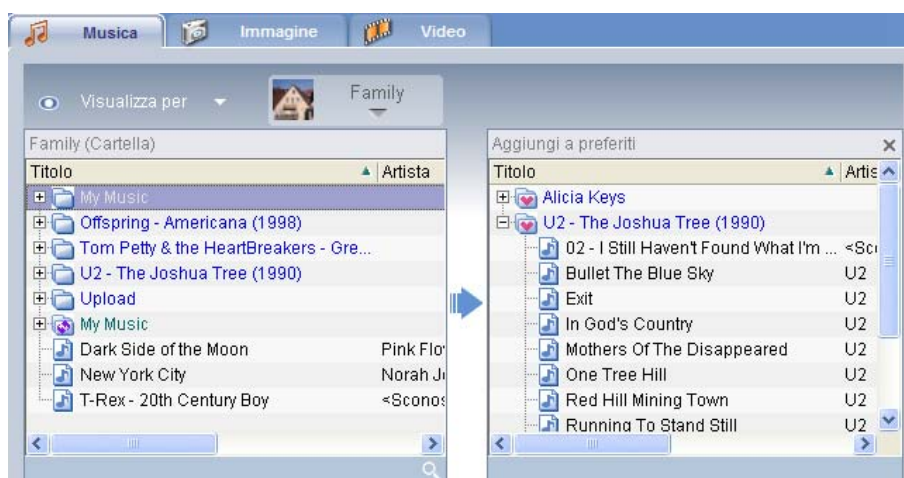 Musica Immagine Video
Visualizza per Family
Family (Cartella)
Titolo Artista
My Music
Offspring - Americana (1998)
Tom Petty & the HeartBreakers - Gre...
U2 - The Joshua Tree (1990)
Upload
My Music
Dark Side of the Moon Pink Flo
New York City Norah J
T-Rex - 20th Century Boy <Sconos
Aggiungi a preferiti
Titolo Artis
Alicia Keys
U2 - The Joshua Tree (1990)
02 - I Still Haven't Found What I'm ... <Sco
Bullet The Blue Sky U2
Exit U2
In God's Country U2
Mothers Of The Disappeared U2
One Tree Hill U2
Red Hill Mining Town U2
Running To Stand Still U2